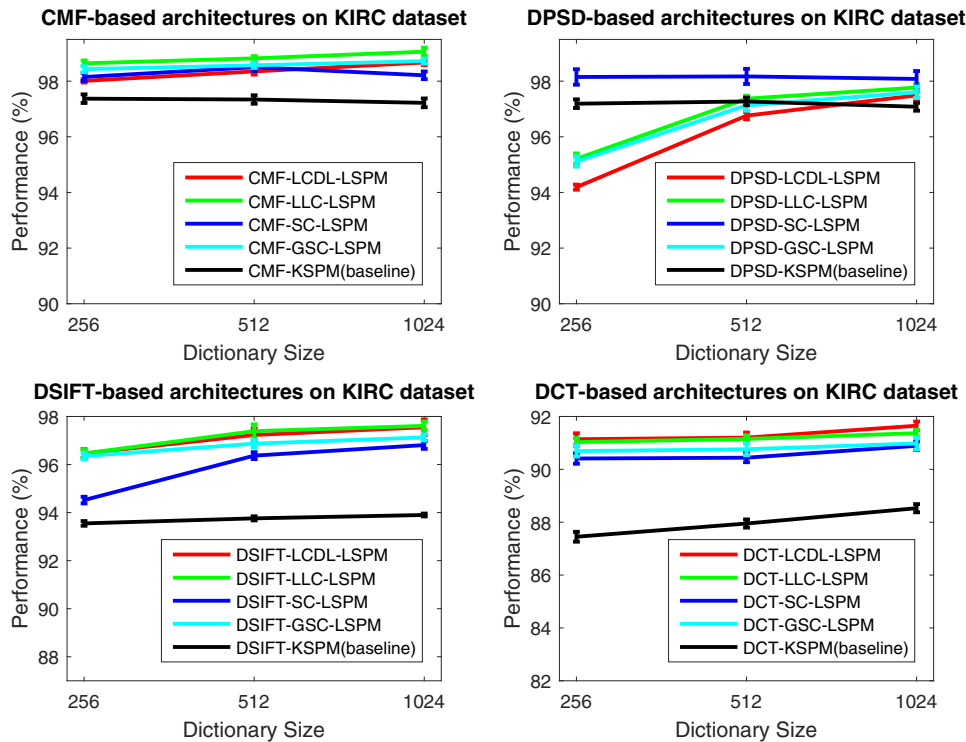 CMF-based architectures on KIRC dataset
Performance (%)
98
96
94
92
90
CMF-LCDL-LSPM
CMF-LLC-LSPM
CMF-SC-LSPM
CMF-GSC-LSPM
CMF-KSPM(baseline)
256
512
1024
Dictionary Size
DPSD-based architectures on KIRC dataset
Performance (%)
98
96
94
92
90
DPSD-LCDL-LSPM
DPSD-LLC-LSPM
DPSD-SC-LSPM
DPSD-GSC-LSPM
DPSD-KSPM(baseline)
256
512
1024
Dictionary Size
DSIFT-based architectures on KIRC dataset
Performance (%)
98
96
94
92
90
88
DSIFT-LCDL-LSPM
DSIFT-LLC-LSPM
DSIFT-SC-LSPM
DSIFT-GSC-LSPM
DSIFT-KSPM(baseline)
256
512
1024
Dictionary Size
DCT-based architectures on KIRC dataset
Performance (%)
92
90
88
86
84
82
DCT-LCDL-LSPM
DCT-LLC-LSPM
DCT-SC-LSPM
DCT-GSC-LSPM
DCT-KSPM(baseline)
256
512
1024
Dictionary Size